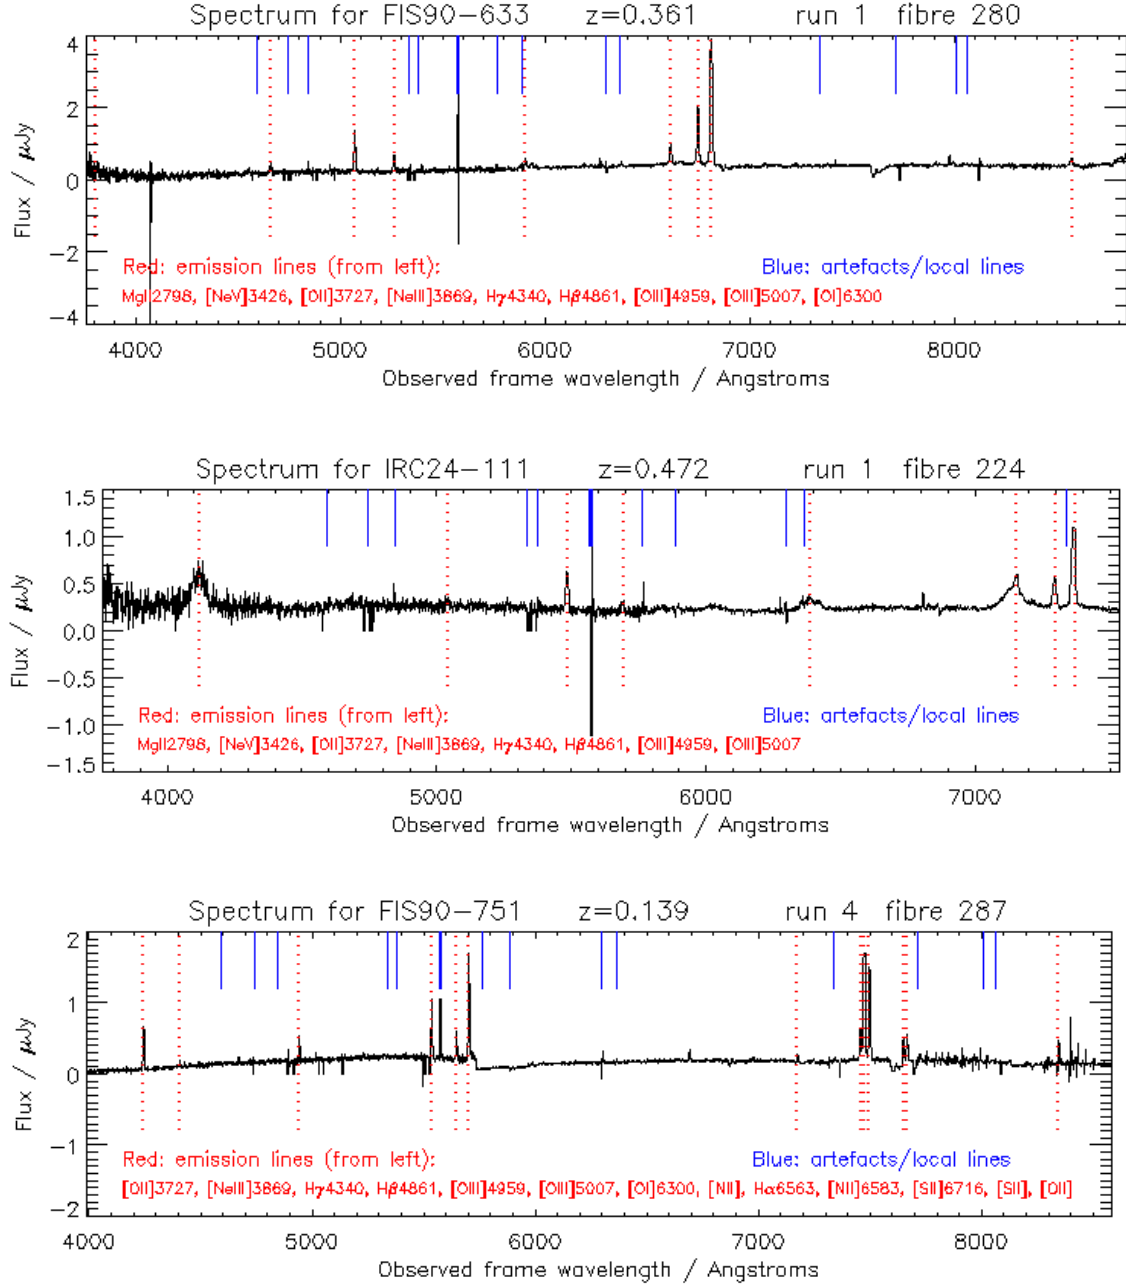 Spectrum for FIS90-633 z=0.361 run 1 fibre 280
4
2
0
-2
-4
Flux / μJy
Red: emission lines (from left):
Blue: artefacts/local lines
MgII2798, [NeV]3426, [OII]3727, [NeIII]3869, Hγ4340, Hβ4861, [OIII]4959, [OIII]5007, [OI]6300
4000 5000 6000 7000 8000
Observed frame wavelength / Angstroms
Spectrum for IRC24-111 z=0.472 run 1 fibre 224
1.5
1.0
0.5
0.0
-0.5
-1.0
-1.5
Flux / μJy
Red: emission lines (from left):
Blue: artefacts/local lines
MgII2798, [NeV]3426, [OII]3727, [NeIII]3869, Hγ4340, Hβ4861, [OIII]4959, [OIII]5007
4000 5000 6000 7000
Observed frame wavelength / Angstroms
Spectrum for FIS90-751 z=0.139 run 4 fibre 287
2
1
0
-1
-2
Flux / μJy
Red: emission lines (from left):
Blue: artefacts/local lines
[OII]3727, [NeIII]3869, Hγ4340, Hβ4861, [OIII]4959, [OIII]5007, [OI]6300, [NII], Hα6563, [NII]6583, [SII]6716, [SII], [OII]
4000 5000 6000 7000 8000
Observed frame wavelength / Angstroms